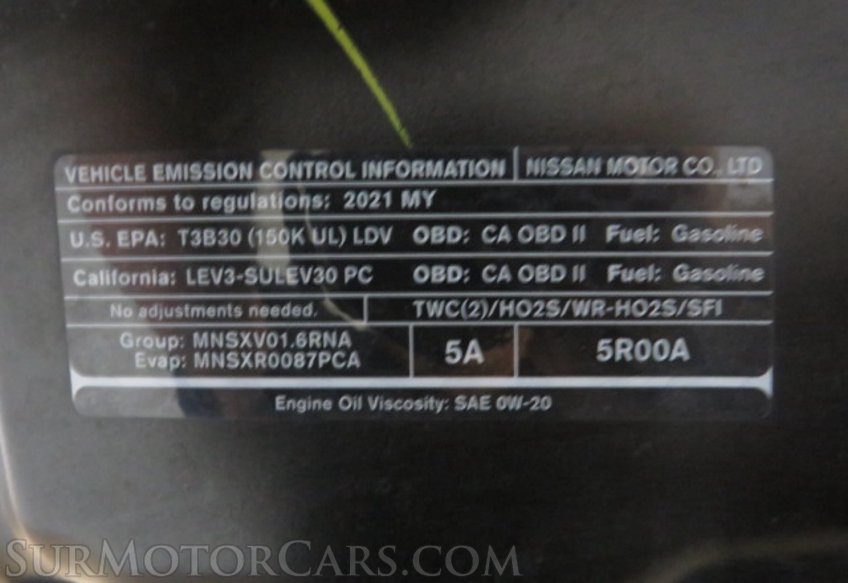 VEHICLE EMISSION CONTROL INFORMATION NISSAN MOTOR CO., LTD
Conforms to regulations: 2021 MY
U.S. EPA: T3B30 (150K UL) LDV OBD: CA OBD II Fuel: Gasoline
California: LEV3-SULEV30 PC OBD: CA OBD II Fuel: Gasoline
No adjustments needed. TWC(2)/HO2S/WR-HO2S/SFI
Group: MNSXV01.6RNA
Evap: MNSXR0087PCA
5A 5R00A
Engine Oil Viscosity: SAE 0W-20
SURMOTORCARS.COM